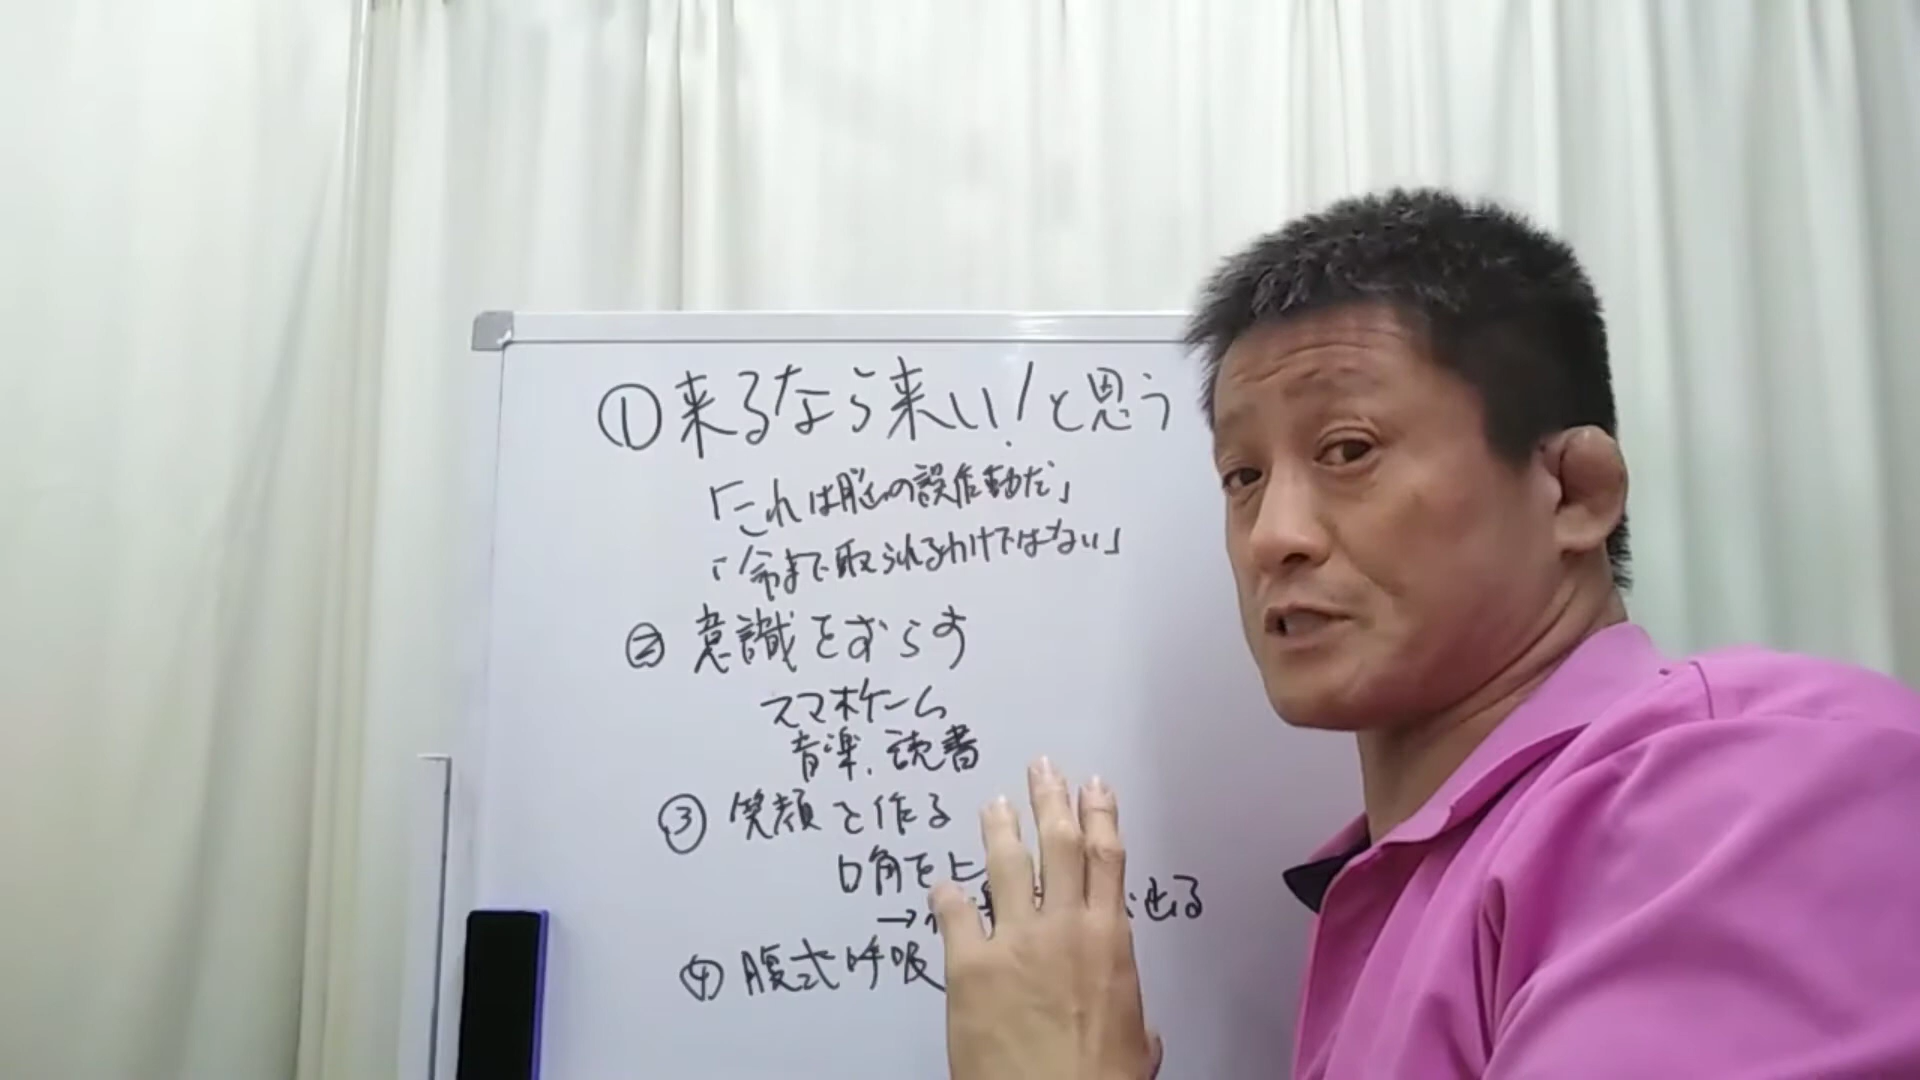 ①来るなら来い!と思う
「これは脳の誤作動だ」
「命まで取られるわけではない」
②意識をずらす
スマホゲーム
音楽、読書
③笑顔を作る
口角を上
→ 出る
④腹式呼吸